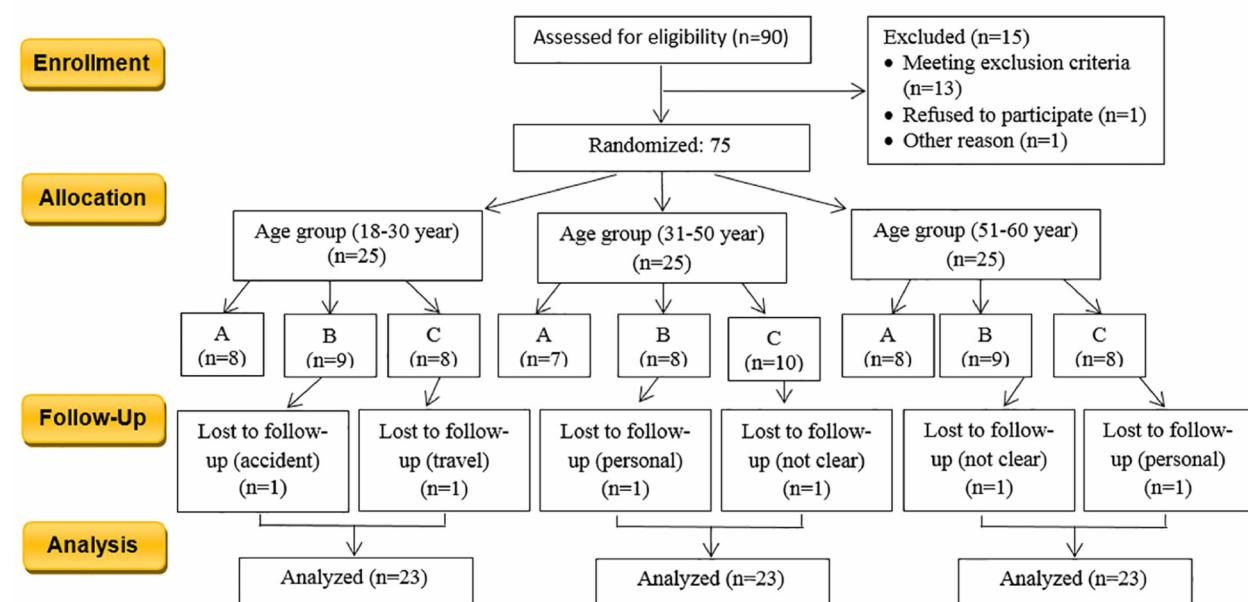 Enrollment
Assessed for eligibility (n=90)
Excluded (n=15)
• Meeting exclusion criteria
(n=13)
• Refused to participate (n=1)
• Other reason (n=1)
Randomized: 75
Allocation
Age group (18-30 year)
(n=25)
Age group (31-50 year)
(n=25)
Age group (51-60 year)
(n=25)
A
(n=8)
B
(n=9)
C
(n=8)
A
(n=7)
B
(n=8)
C
(n=10)
A
(n=8)
B
(n=9)
C
(n=8)
Follow-Up
Lost to follow-
up (accident)
(n=1)
Lost to follow-
up (travel)
(n=1)
Lost to follow-
up (personal)
(n=1)
Lost to follow-
up (not clear)
(n=1)
Lost to follow-
up (not clear)
(n=1)
Lost to follow-
up (personal)
(n=1)
Analysis
Analyzed (n=23)
Analyzed (n=23)
Analyzed (n=23)